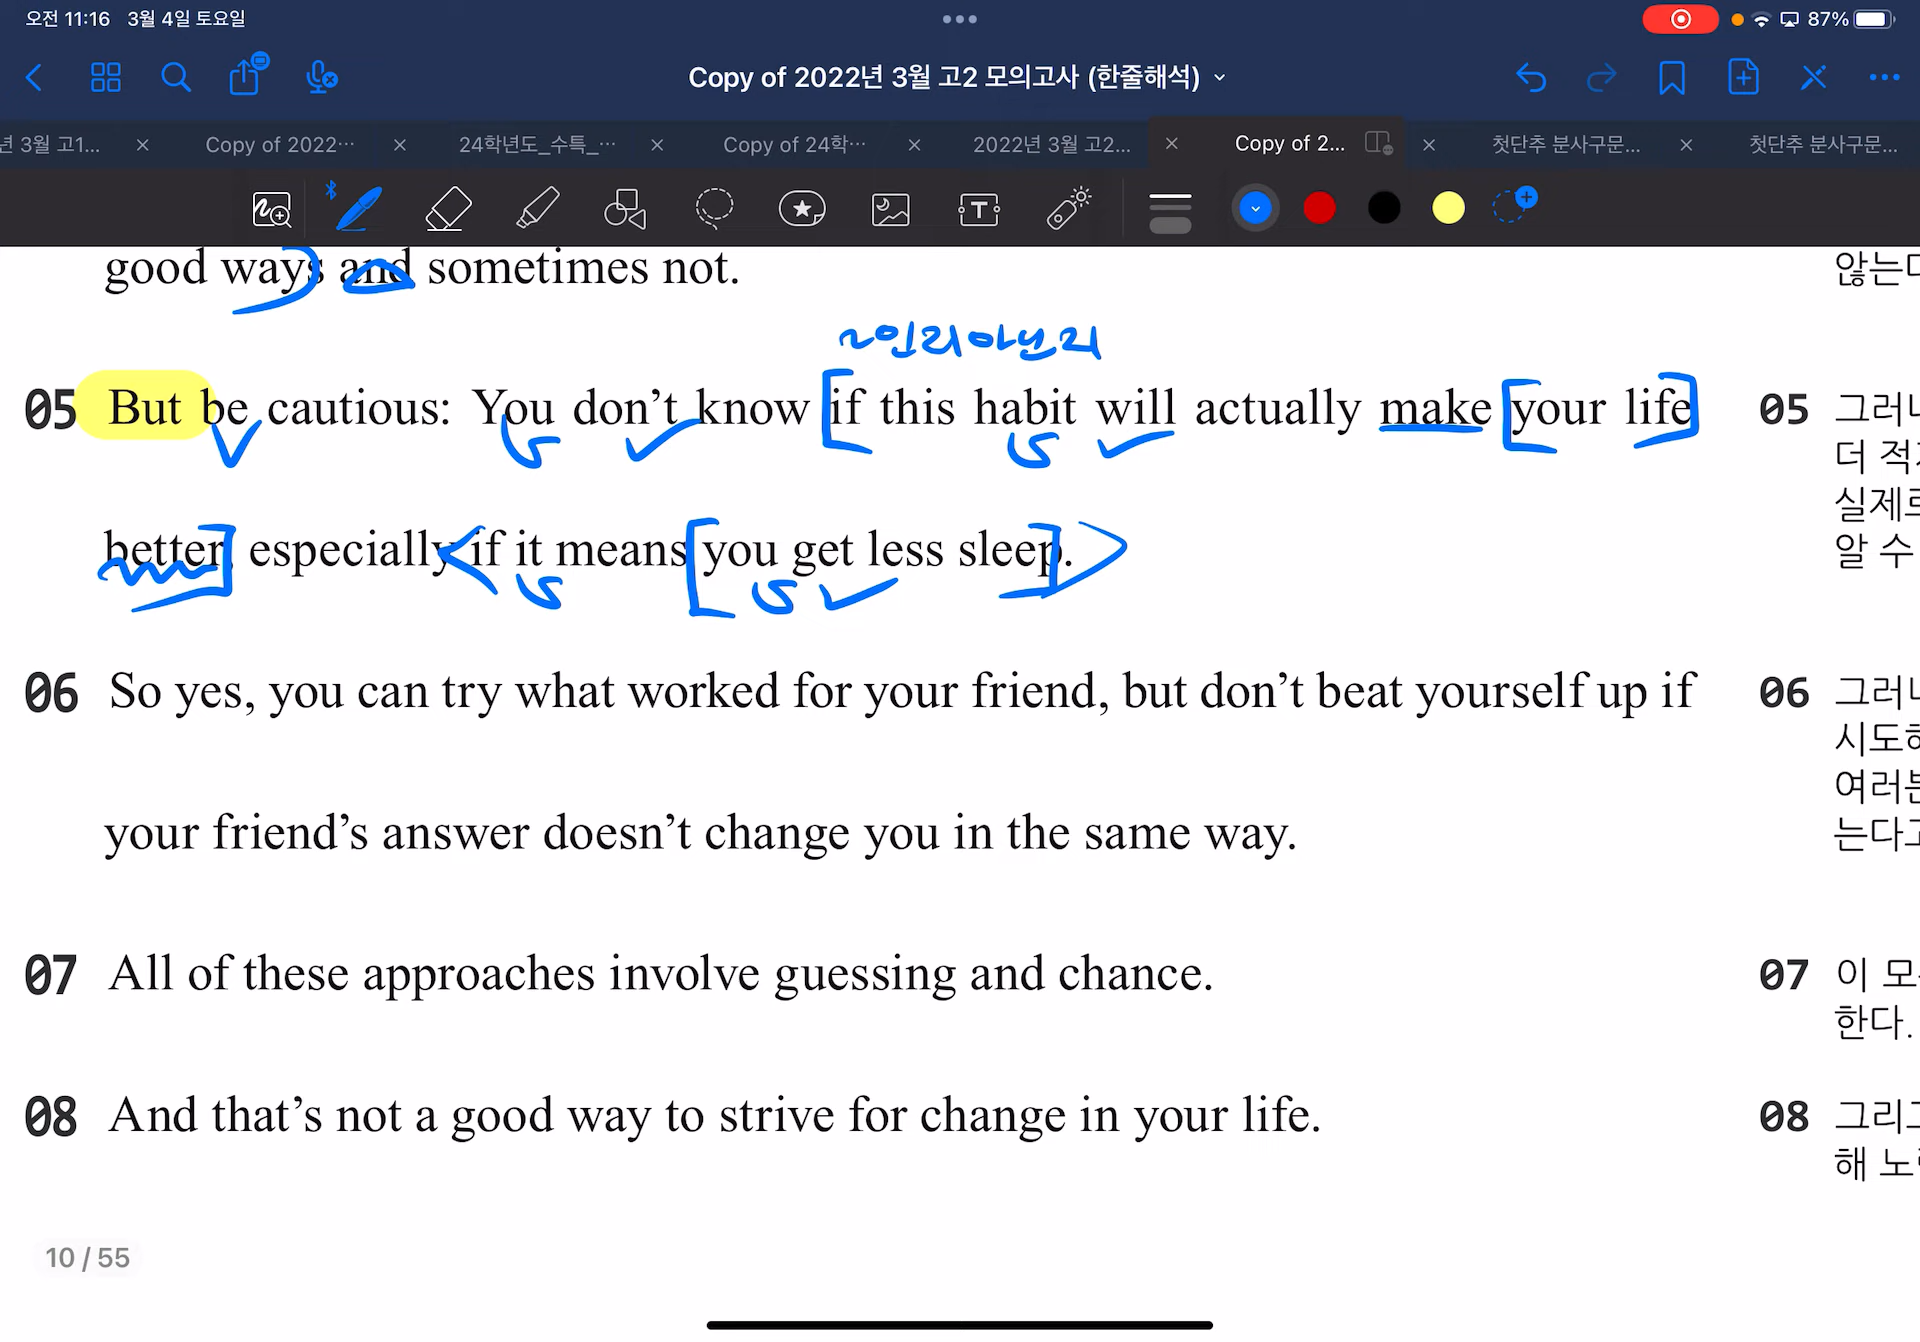 오전 11:16 3월 4일 토요일
87%
Copy of 2022년 3월 고2 모의고사 (한줄해석)
년 3월 고1...
Copy of 2022...
24학년도_수특_...
Copy of 24학...
2022년 3월 고2...
Copy of 2...
첫단추 분사구문...
첫단추 분사구문...
good ways and sometimes not.
않는다
~인지 아닌지
05 But be cautious: You don't know if this habit will actually make your life
better, especially if it means you get less sleep.
05 그러나
더 적게
실제로
알 수
06 So yes, you can try what worked for your friend, but don't beat yourself up if
your friend's answer doesn't change you in the same way.
06 그러니
시도해
여러분
는다고
07 All of these approaches involve guessing and chance.
07 이 모든
한다.
08 And that's not a good way to strive for change in your life.
08 그리고
해 노력
10 / 55